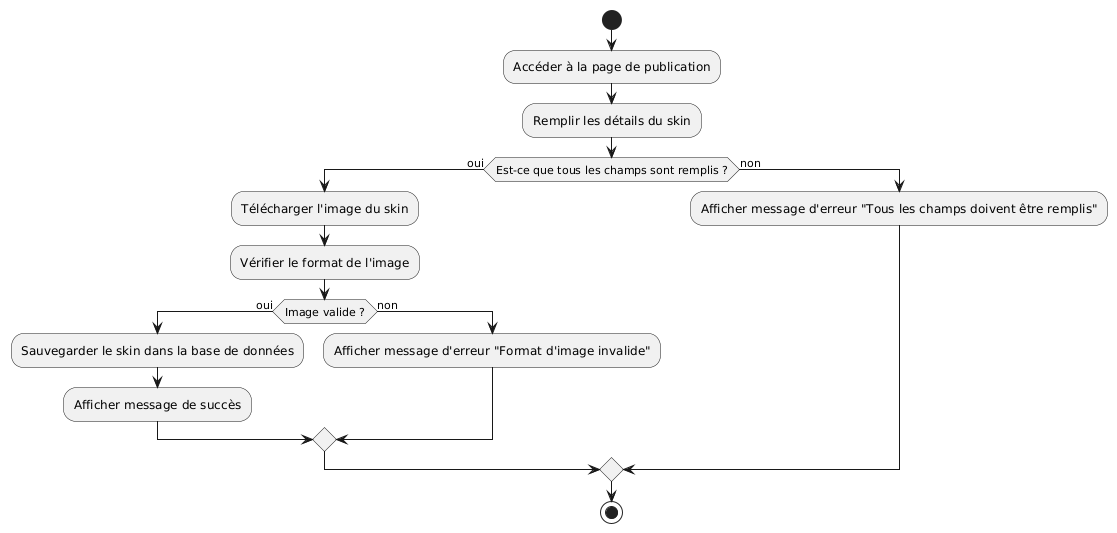 Accéder à la page de publication
Remplir les détails du skin
oui
Est-ce que tous les champs sont remplis ?
non
Télécharger l'image du skin
Afficher message d'erreur "Tous les champs doivent être remplis"
Vérifier le format de l'image
oui
Image valide ?
non
Sauvegarder le skin dans la base de données
Afficher message d'erreur "Format d'image invalide"
Afficher message de succès